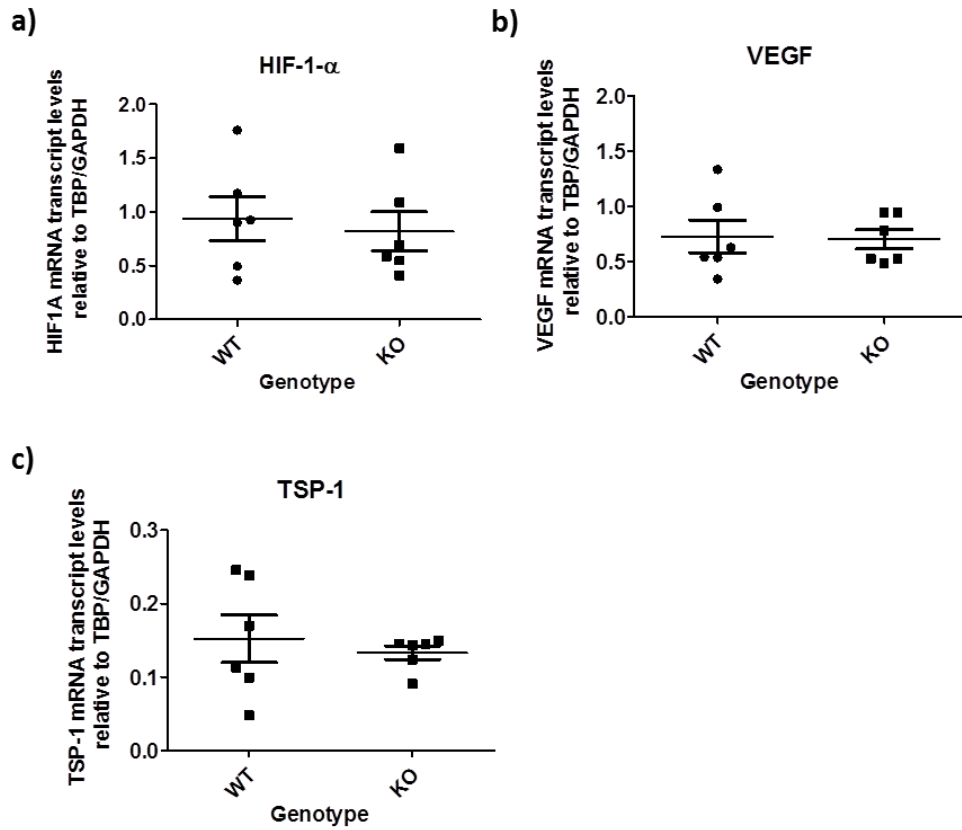 a)
HIF-1-α
HIF1A mRNA transcript levels
relative to TBP/GAPDH
2.0
1.5
1.0
0.5
0.0
WT
KO
Genotype
b)
VEGF
VEGF mRNA transcript levels
relative to TBP/GAPDH
2.0
1.5
1.0
0.5
0.0
WT
KO
Genotype
c)
TSP-1
TSP-1 mRNA transcript levels
relative to TBP/GAPDH
0.3
0.2
0.1
0.0
WT
KO
Genotype